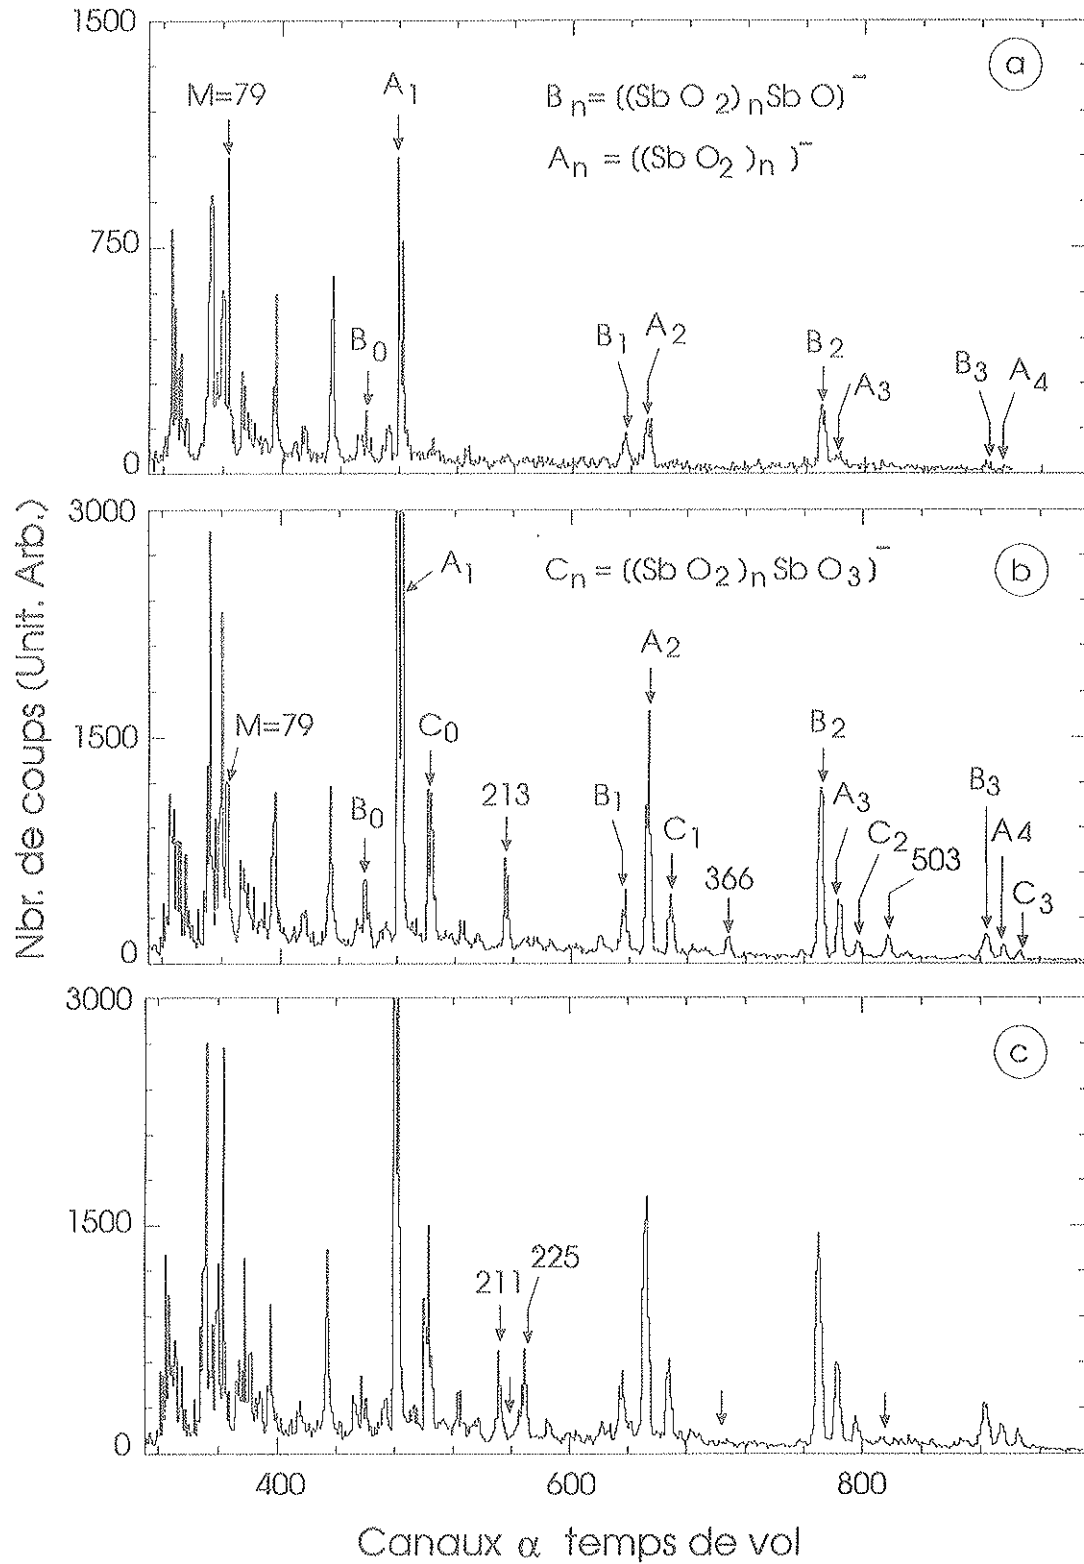 1500
a
M=79
A1
Bn = ((Sb O2)n Sb O)–
An = ((Sb O2)n)–
750
B0
B1
A2
B2
A3
B3
A4
0
Nbr. de coups (Unit. Arb.)
3000
b
A1
Cn = ((Sb O2)n Sb O3)–
A2
1500
M=79
C0
B2
B0
213
B1
C1
366
A3
C2
503
B3
A4
C3
0
3000
c
1500
211
225
0
400
600
800
Canaux α temps de vol